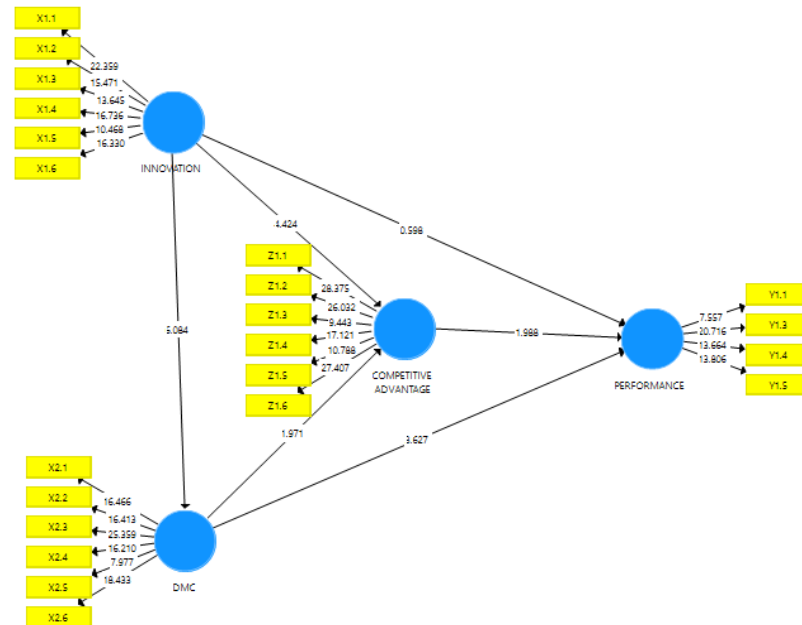 X1.1
X1.2
X1.3
X1.4
X1.5
X1.6
22.359
15.471
13.645
16.736
10.468
16.330
INNOVATION
4.424
0.598
5.084
Z1.1
Z1.2
Z1.3
Z1.4
Z1.5
Z1.6
28.375
26.032
9.443
17.121
10.788
27.407
COMPETITIVE
ADVANTAGE
1.988
1.971
3.627
Y1.1
Y1.3
Y1.4
Y1.5
7.557
20.716
13.664
13.806
PERFORMANCE
X2.1
X2.2
X2.3
X2.4
X2.5
X2.6
16.466
16.413
25.359
16.210
7.977
18.433
DMC